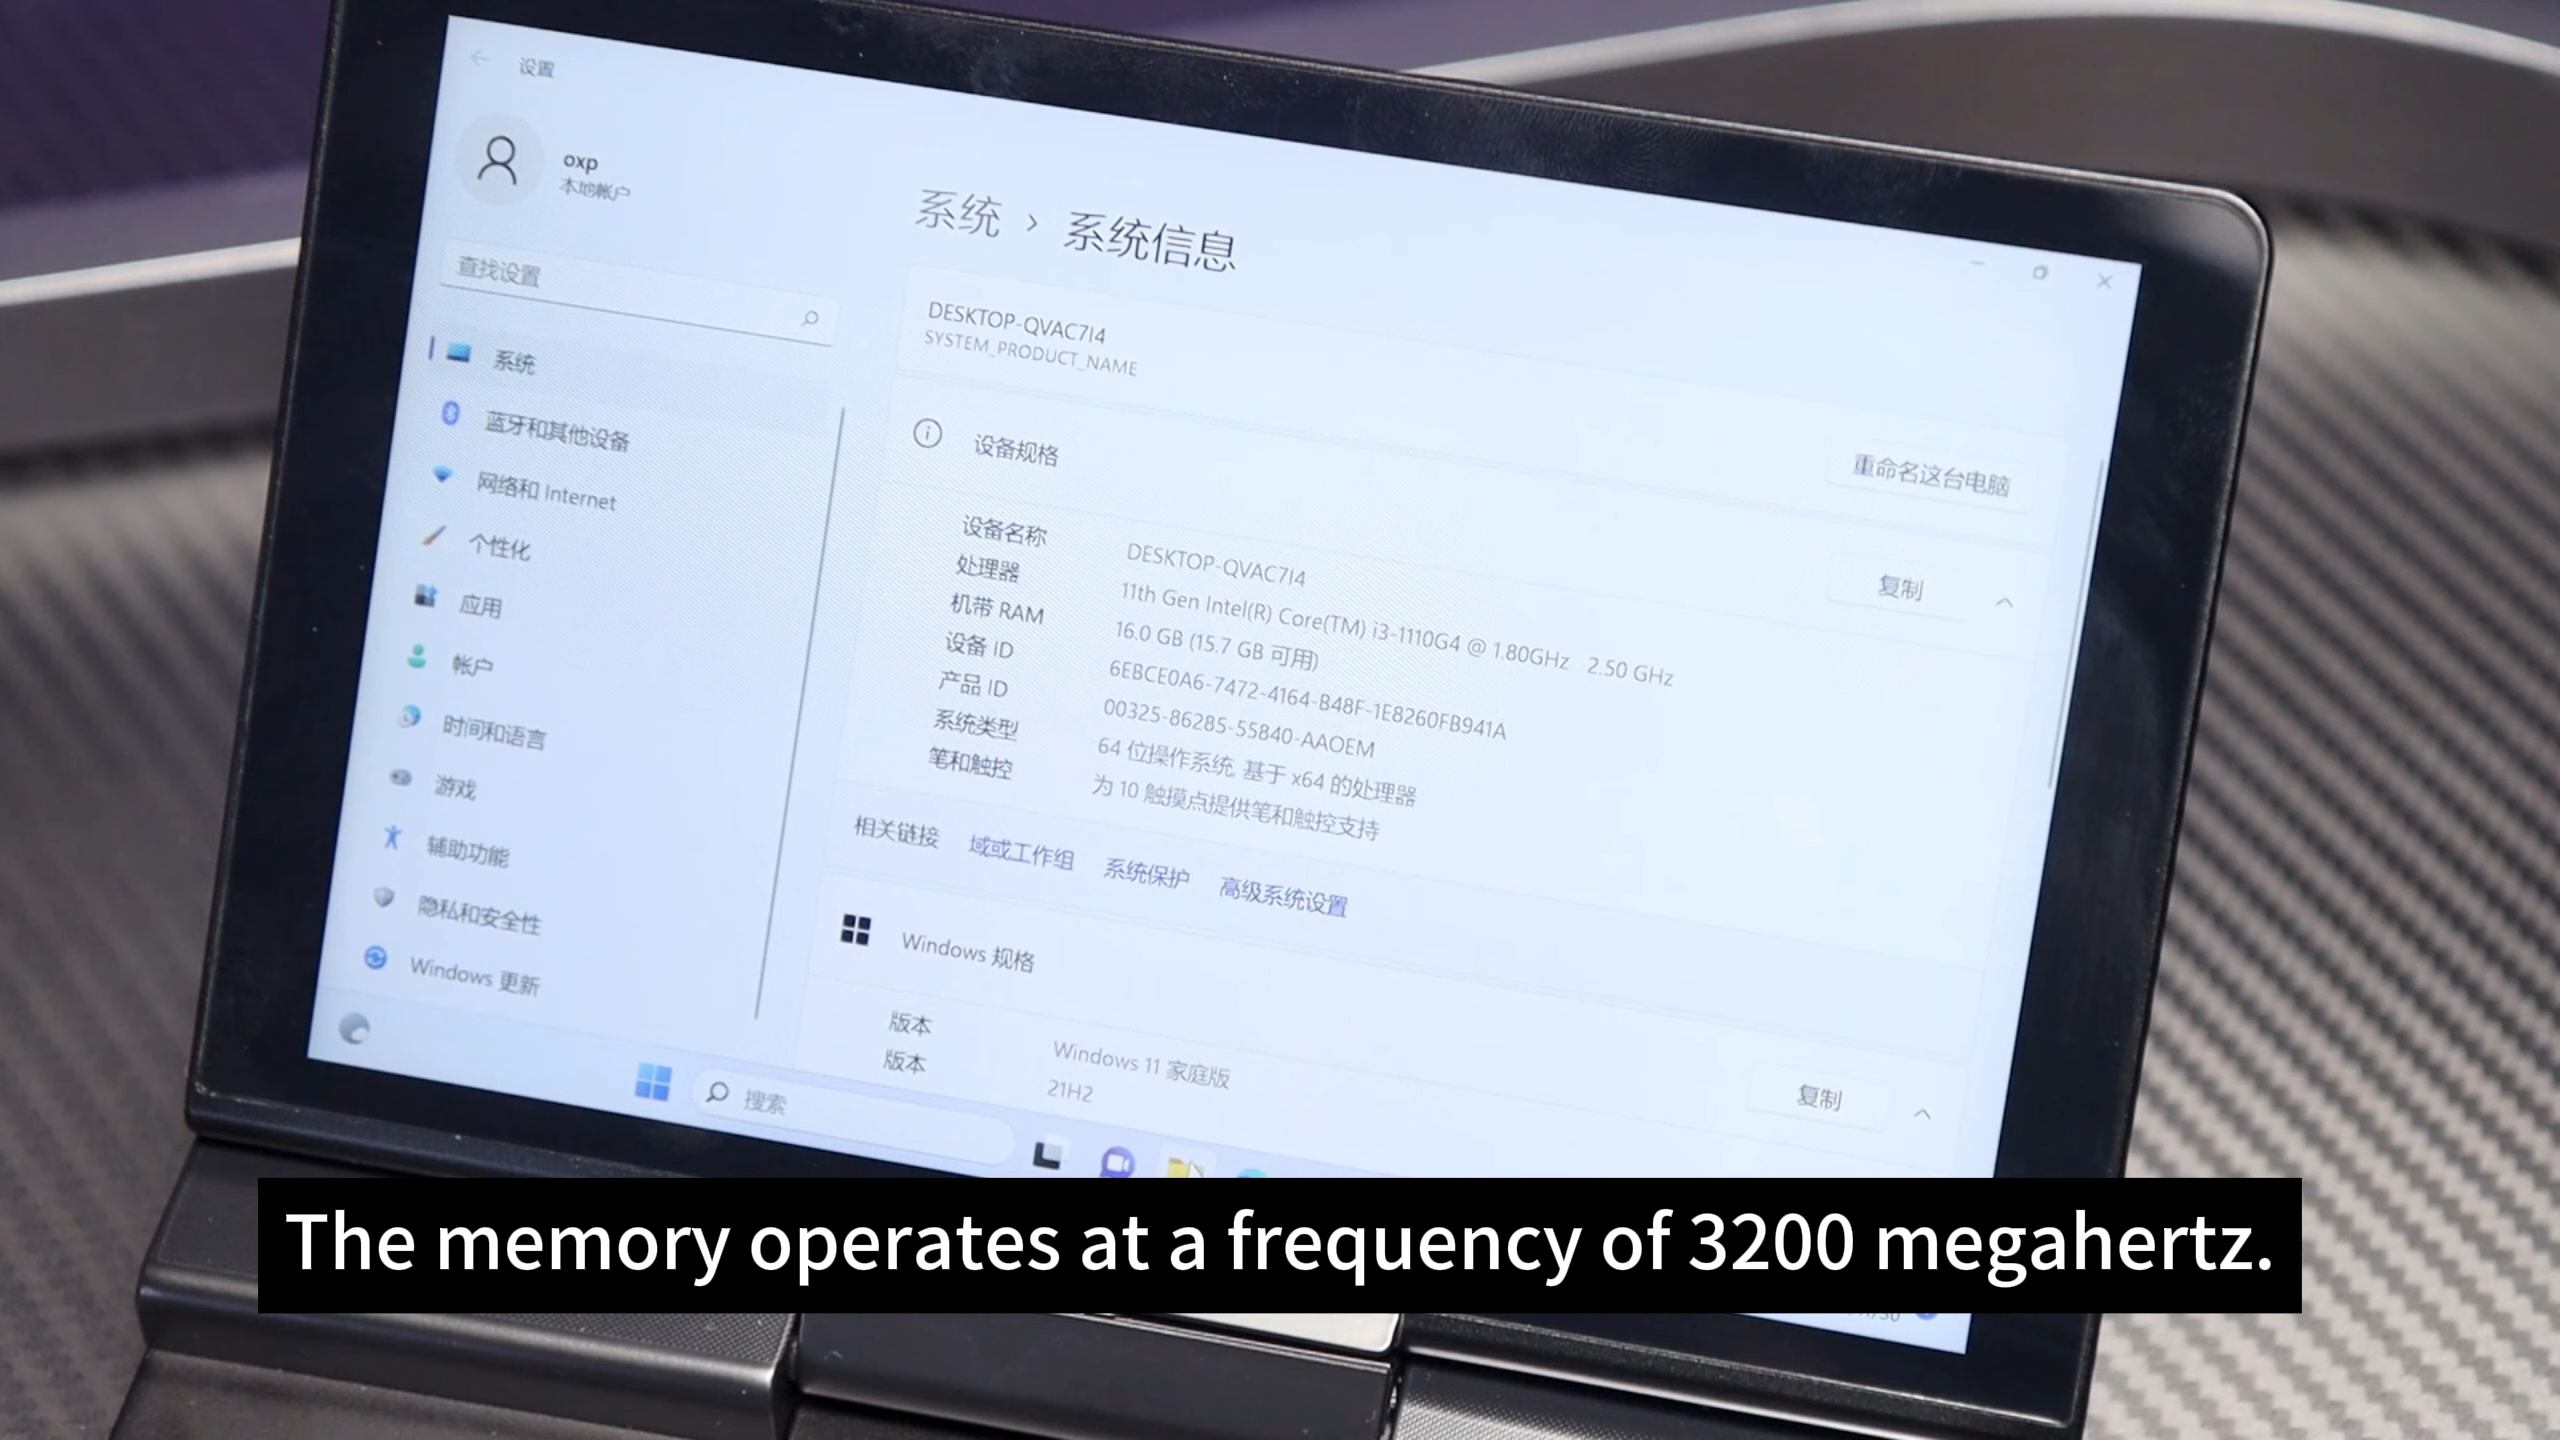 设置
oxp
本地帐户
查找设置
系统
蓝牙和其他设备
网络和 Internet
个性化
应用
帐户
时间和语言
游戏
辅助功能
隐私和安全性
Windows 更新
系统 › 系统信息
DESKTOP-QVAC7I4
SYSTEM_PRODUCT_NAME
重命名这台电脑
设备规格
复制
设备名称 DESKTOP-QVAC7I4
处理器 11th Gen Intel(R) Core(TM) i3-1110G4 @ 1.80GHz 2.50 GHz
机带 RAM 16.0 GB (15.7 GB 可用)
设备 ID 6EBCE0A6-7472-4164-B48F-1E8260FB941A
产品 ID 00325-86285-55840-AAOEM
系统类型 64 位操作系统, 基于 x64 的处理器
笔和触控 为 10 触摸点提供笔和触控支持
相关链接 域或工作组 系统保护 高级系统设置
Windows 规格
复制
版本 Windows 11 家庭版
版本 21H2
搜索
The memory operates at a frequency of 3200 megahertz.